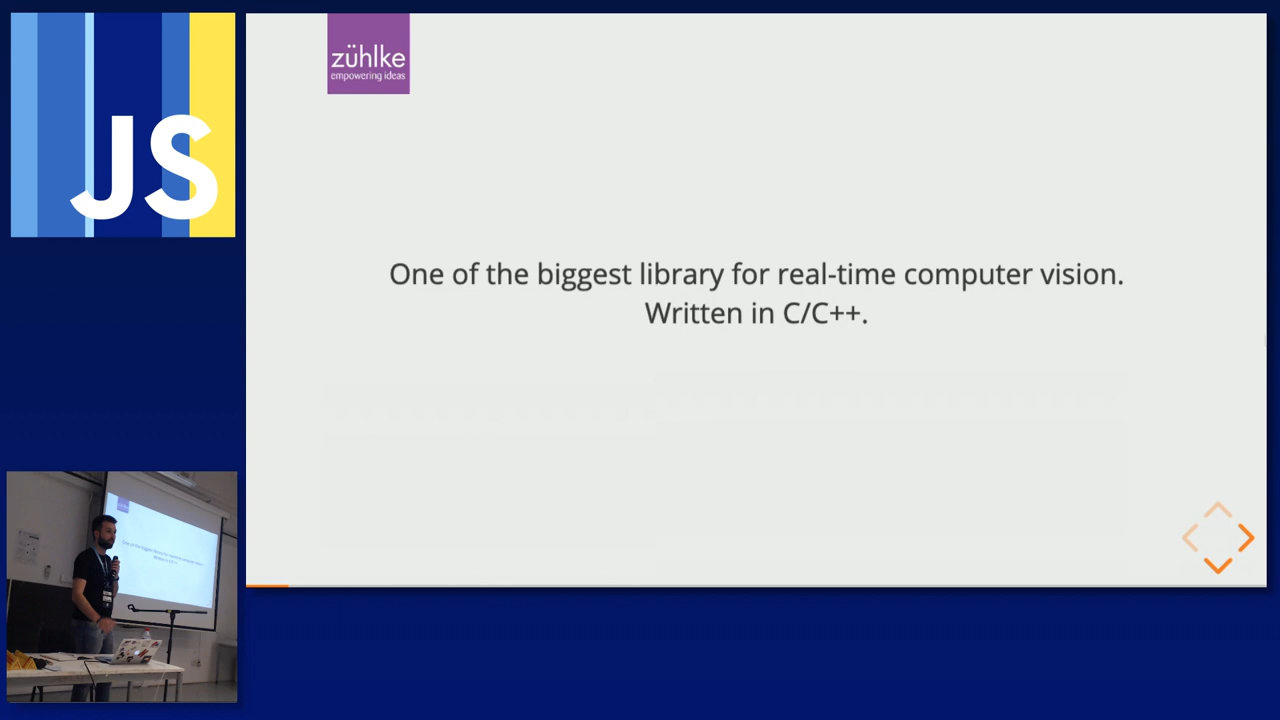 JS
zühlke
empowering ideas
One of the biggest library for real-time computer vision.
Written in C/C++.